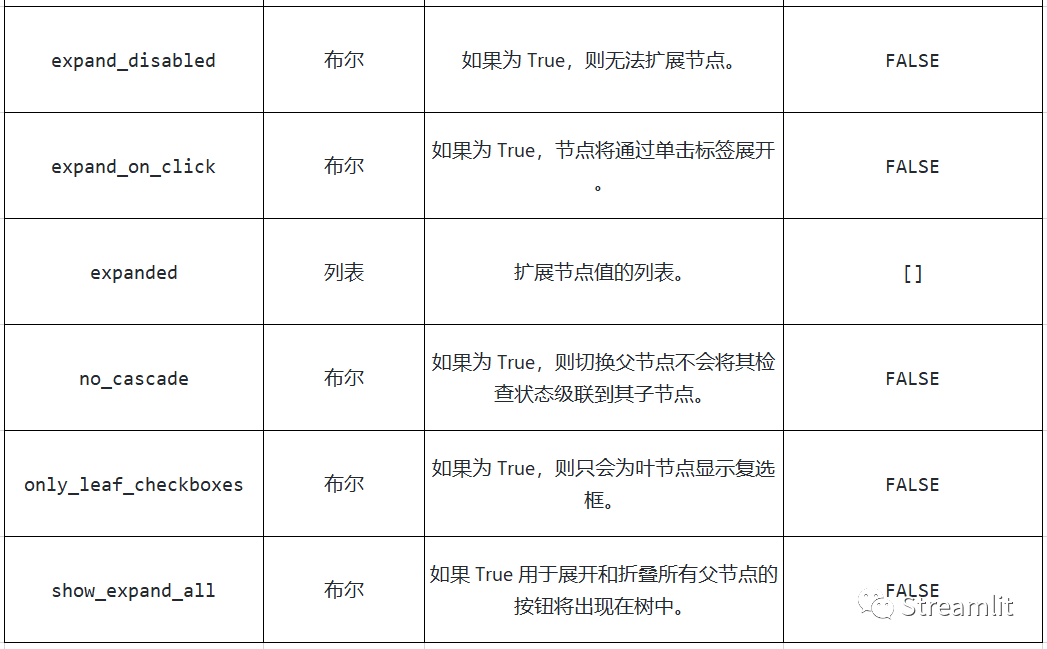 expand_disabled 布尔 如果为 True，则无法扩展节点。 FALSE
expand_on_click 布尔 如果为 True，节点将通过单击标签展开
。 FALSE
expanded 列表 扩展节点值的列表。 []
no_cascade 布尔 如果为 True，则切换父节点不会将其检
查状态级联到其子节点。 FALSE
only_leaf_checkboxes 布尔 如果为 True，则只会为叶节点显示复选
框。 FALSE
show_expand_all 布尔 如果 True 用于展开和折叠所有父节点的
按钮将出现在树中。 FALSE
Streamlit